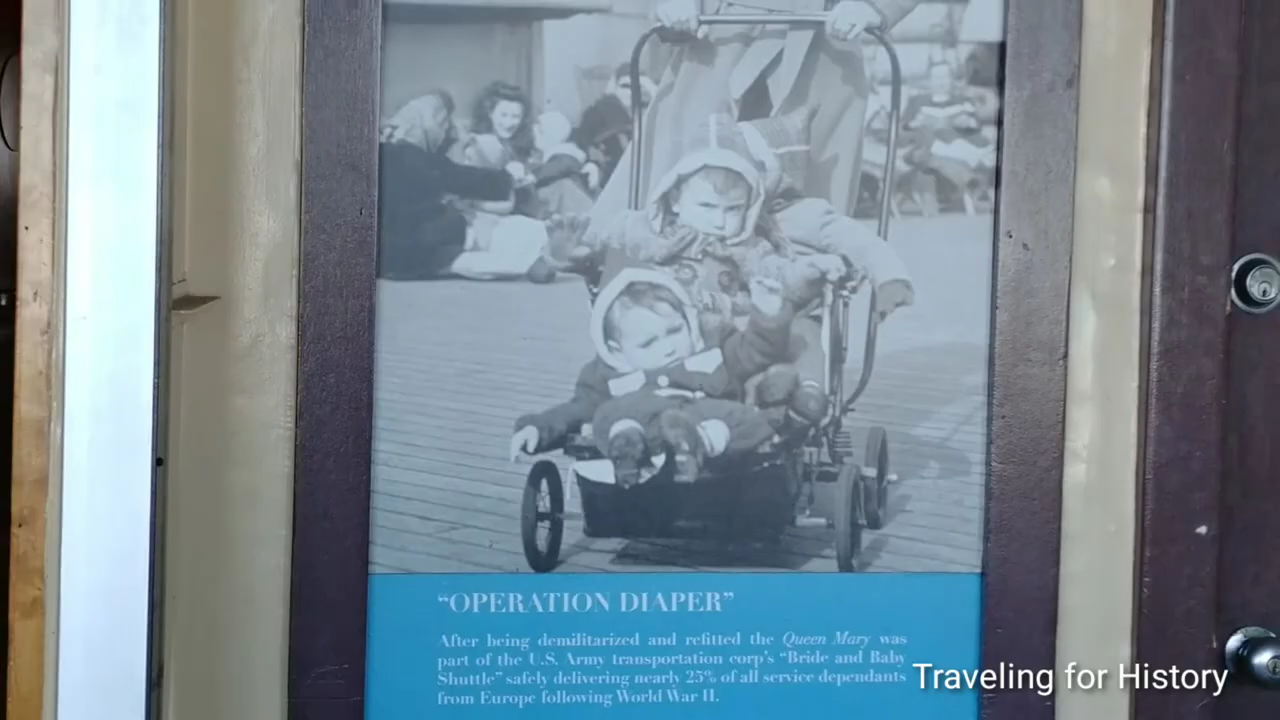 “OPERATION DIAPER”
After being demilitarized and refitted the Queen Mary was
part of the U.S. Army transportation corp's “Bride and Baby
Shuttle” safely delivering nearly 25% of all service dependants
from Europe following World War II.
Traveling for History